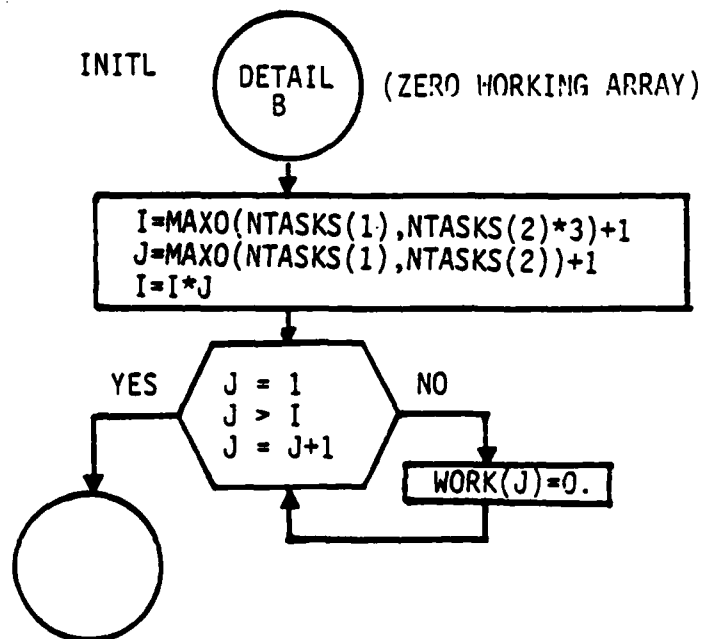 INITL
DETAIL
B
(ZERO WORKING ARRAY)
I=MAXO(NTASKS(1),NTASKS(2)*3)+1
J=MAXO(NTASKS(1),NTASKS(2))+1
I=I*J
YES
J = 1
J > I
J = J+1
NO
WORK(J)=0.